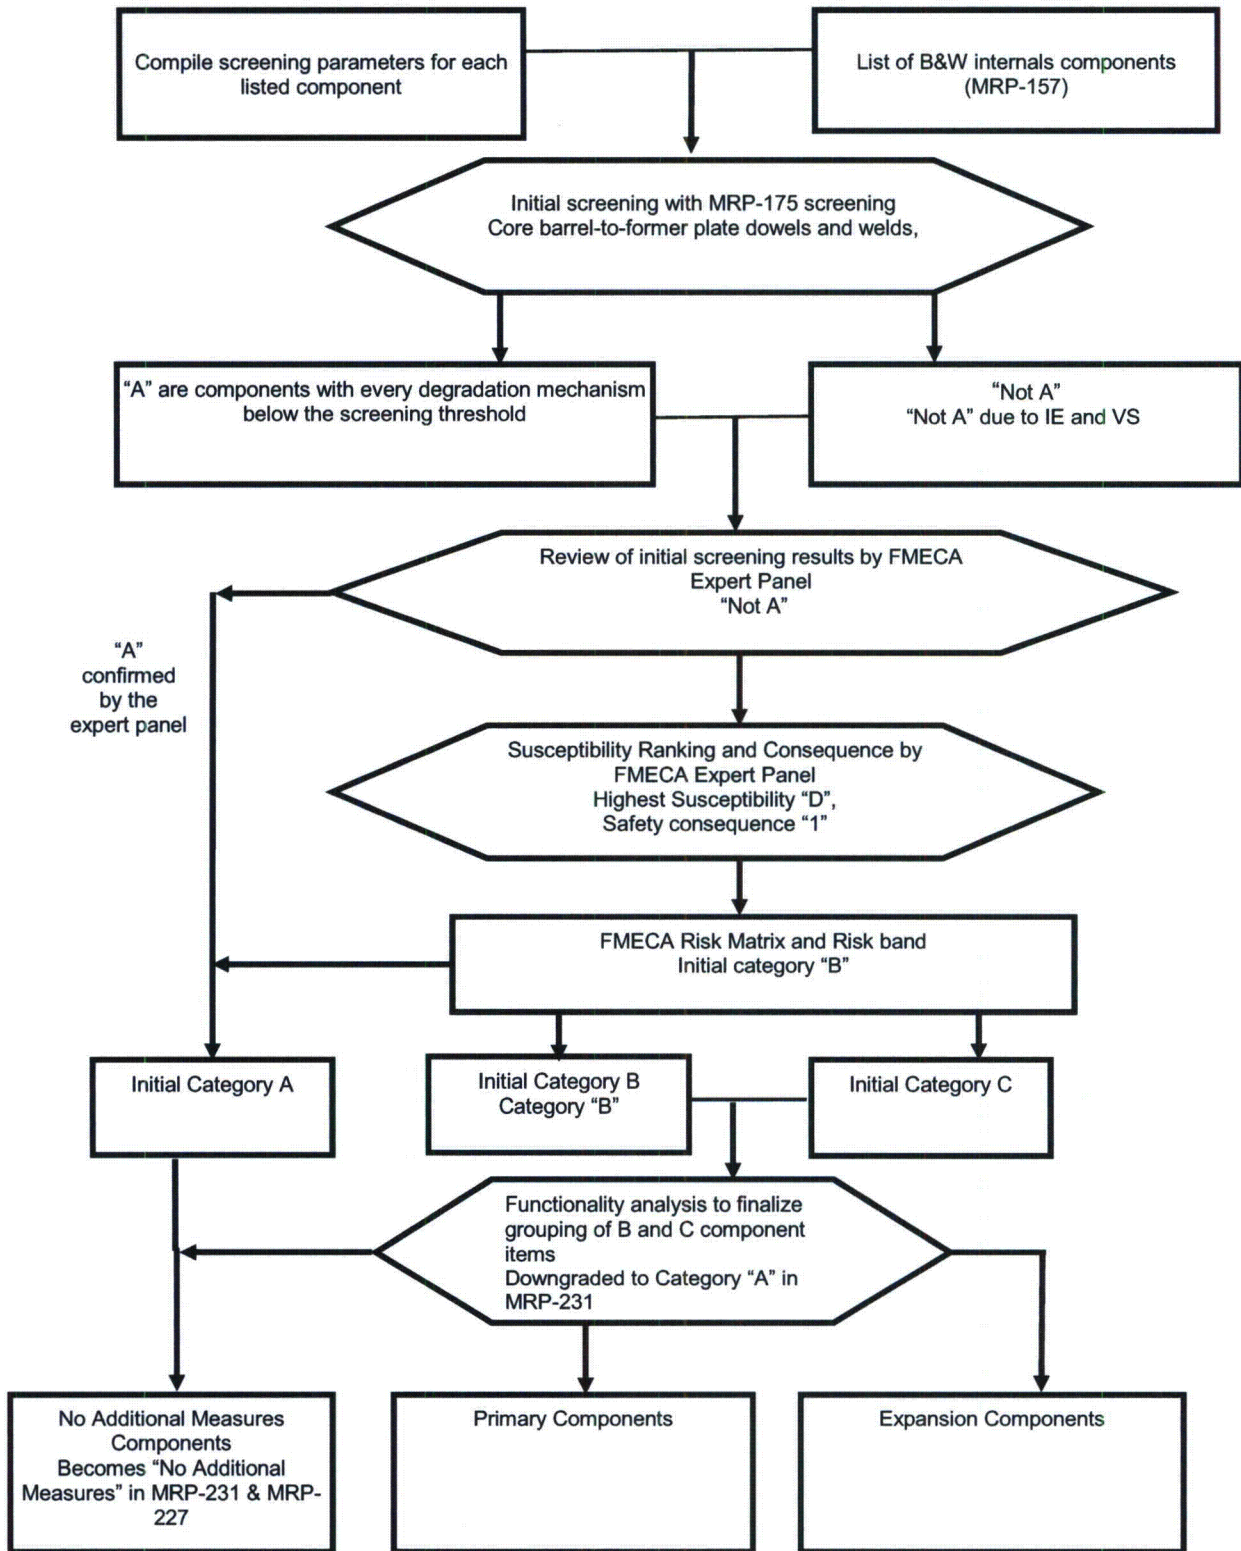 Compile screening parameters for each
listed component
List of B&W internals components
(MRP-157)
Initial screening with MRP-175 screening
Core barrel-to-former plate dowels and welds,
“A” are components with every degradation mechanism
below the screening threshold
“Not A”
“Not A” due to IE and VS
Review of initial screening results by FMECA
Expert Panel
“Not A”
“A”
confirmed
by the
expert panel
Susceptibility Ranking and Consequence by
FMECA Expert Panel
Highest Susceptibility “D”,
Safety consequence “1”
FMECA Risk Matrix and Risk band
Initial category “B”
Initial Category A
Initial Category B
Category “B”
Initial Category C
Functionality analysis to finalize
grouping of B and C component
items
Downgraded to Category “A” in
MRP-231
No Additional Measures
Components
Becomes “No Additional
Measures” in MRP-231 & MRP-
227
Primary Components
Expansion Components